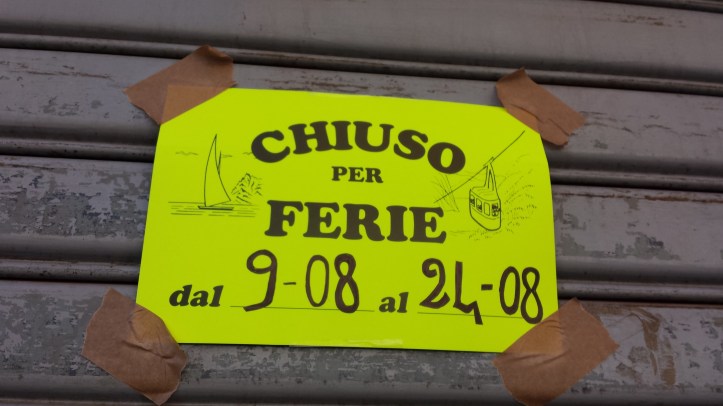 CHIUSO
PER
FERIE
dal 9-08 al 24-08